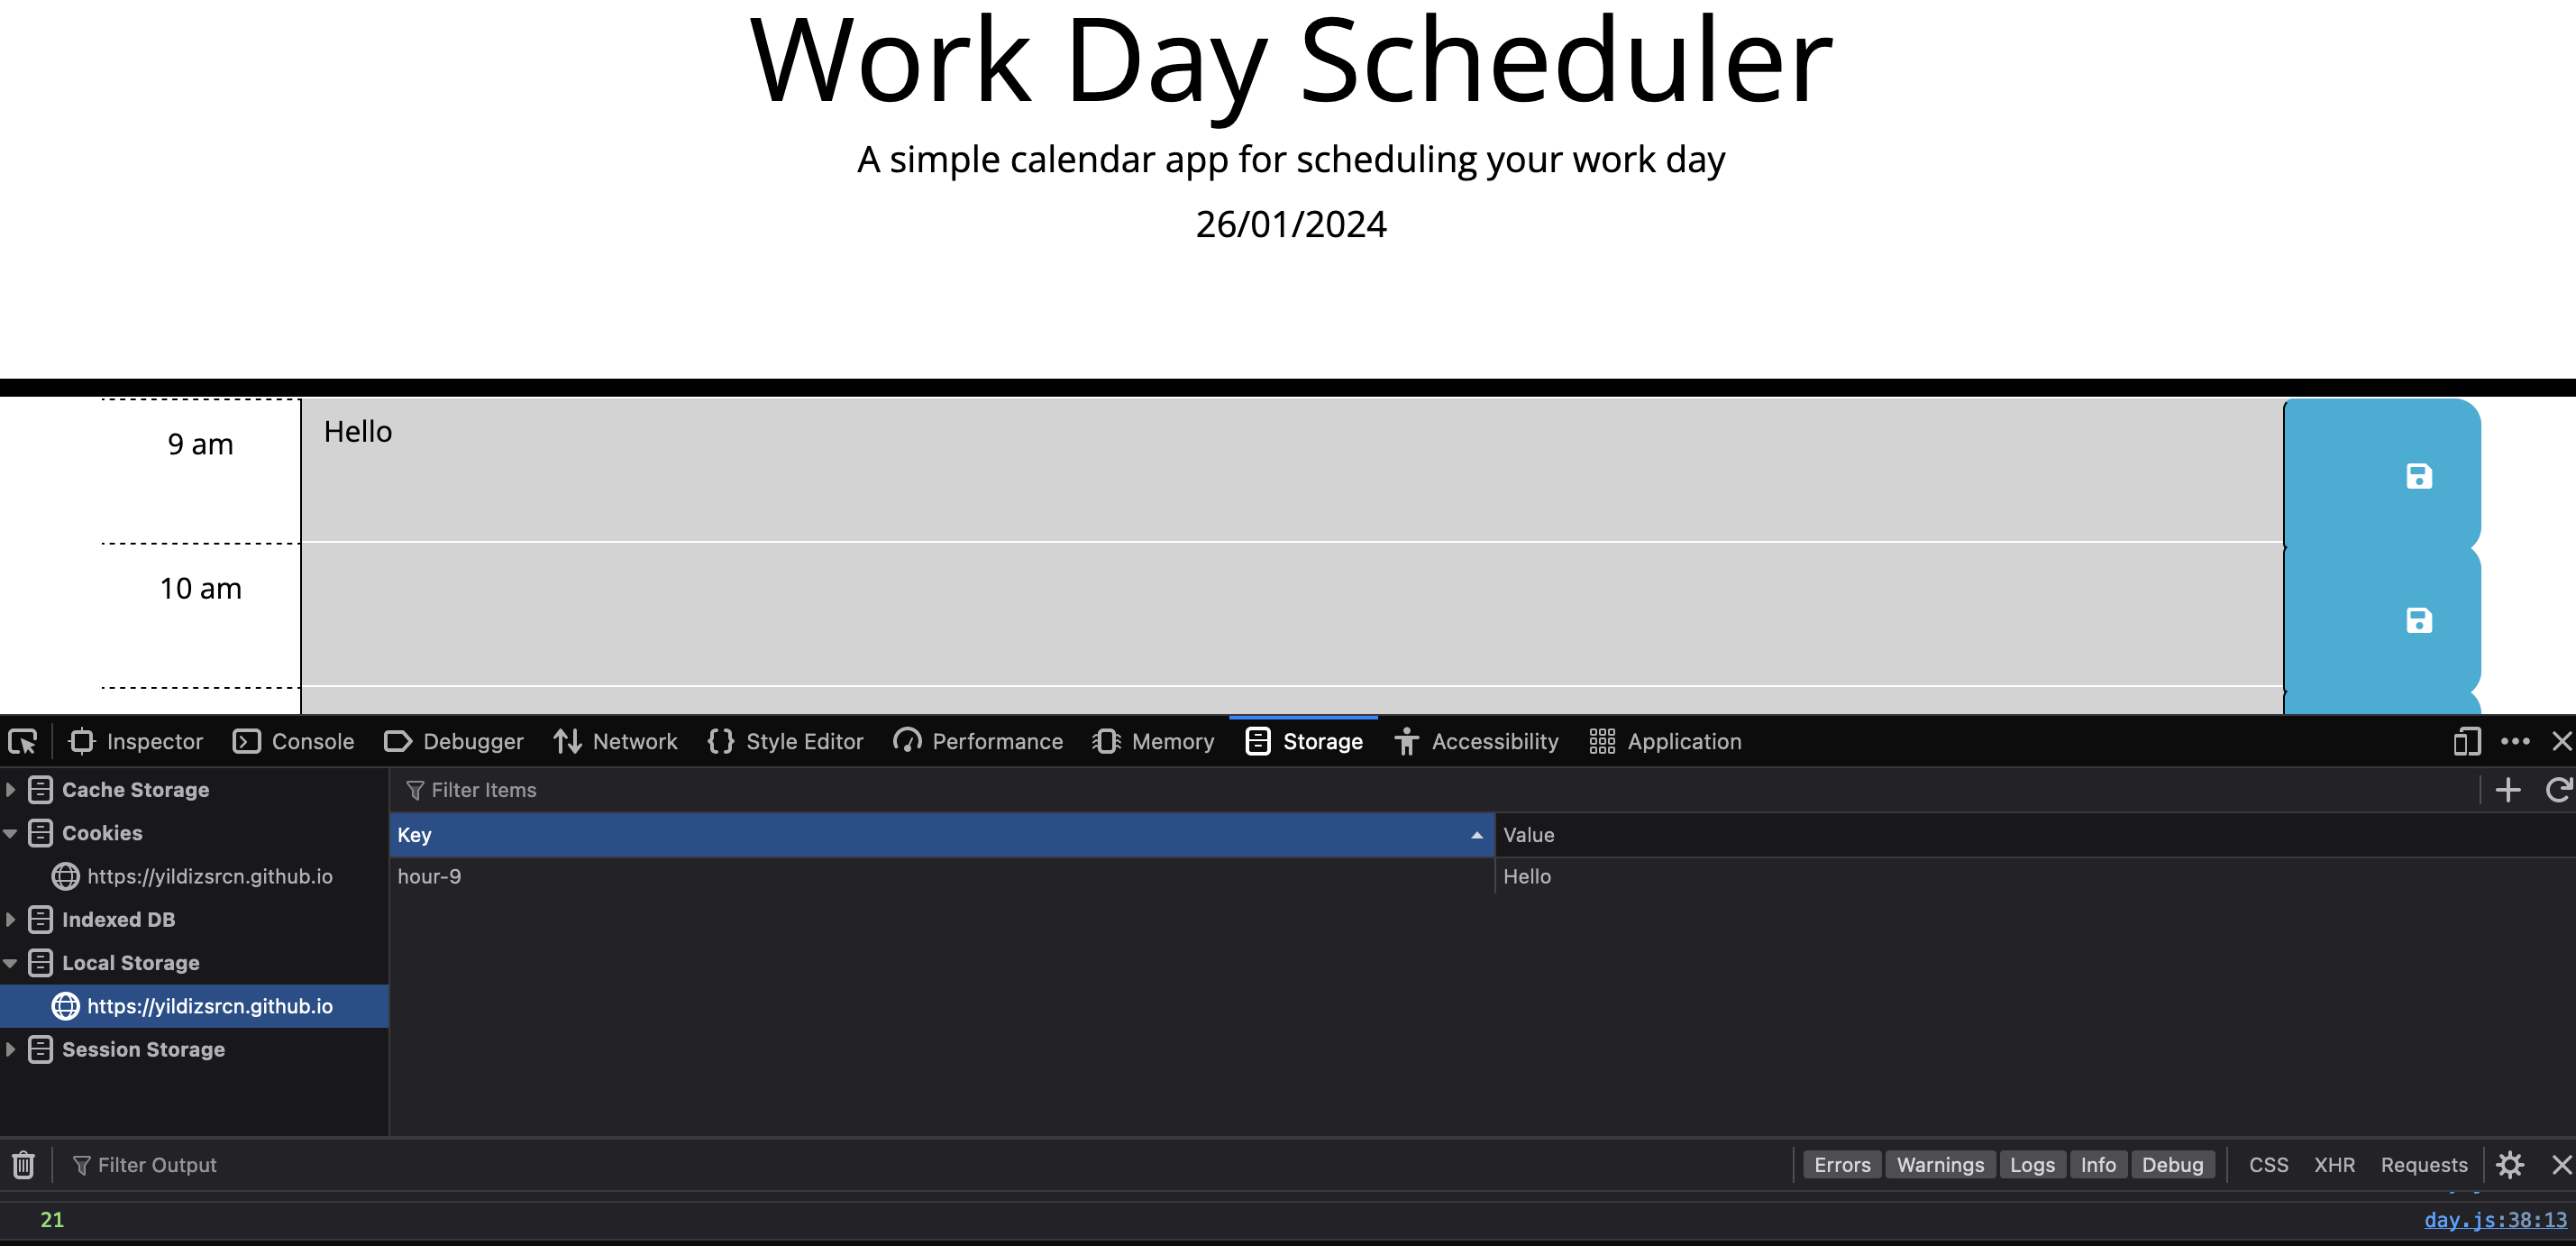 Work Day Scheduler
A simple calendar app for scheduling your work day
26/01/2024
9 am Hello
10 am
Inspector Console Debugger Network Style Editor Performance Memory Storage Accessibility Application
Cache Storage
Filter Items
Cookies
Key Value
https://yildizsrcn.github.io
hour-9 Hello
Indexed DB
Local Storage
https://yildizsrcn.github.io
Session Storage
Filter Output Errors Warnings Logs Info Debug CSS XHR Requests
21 day.js:38:13